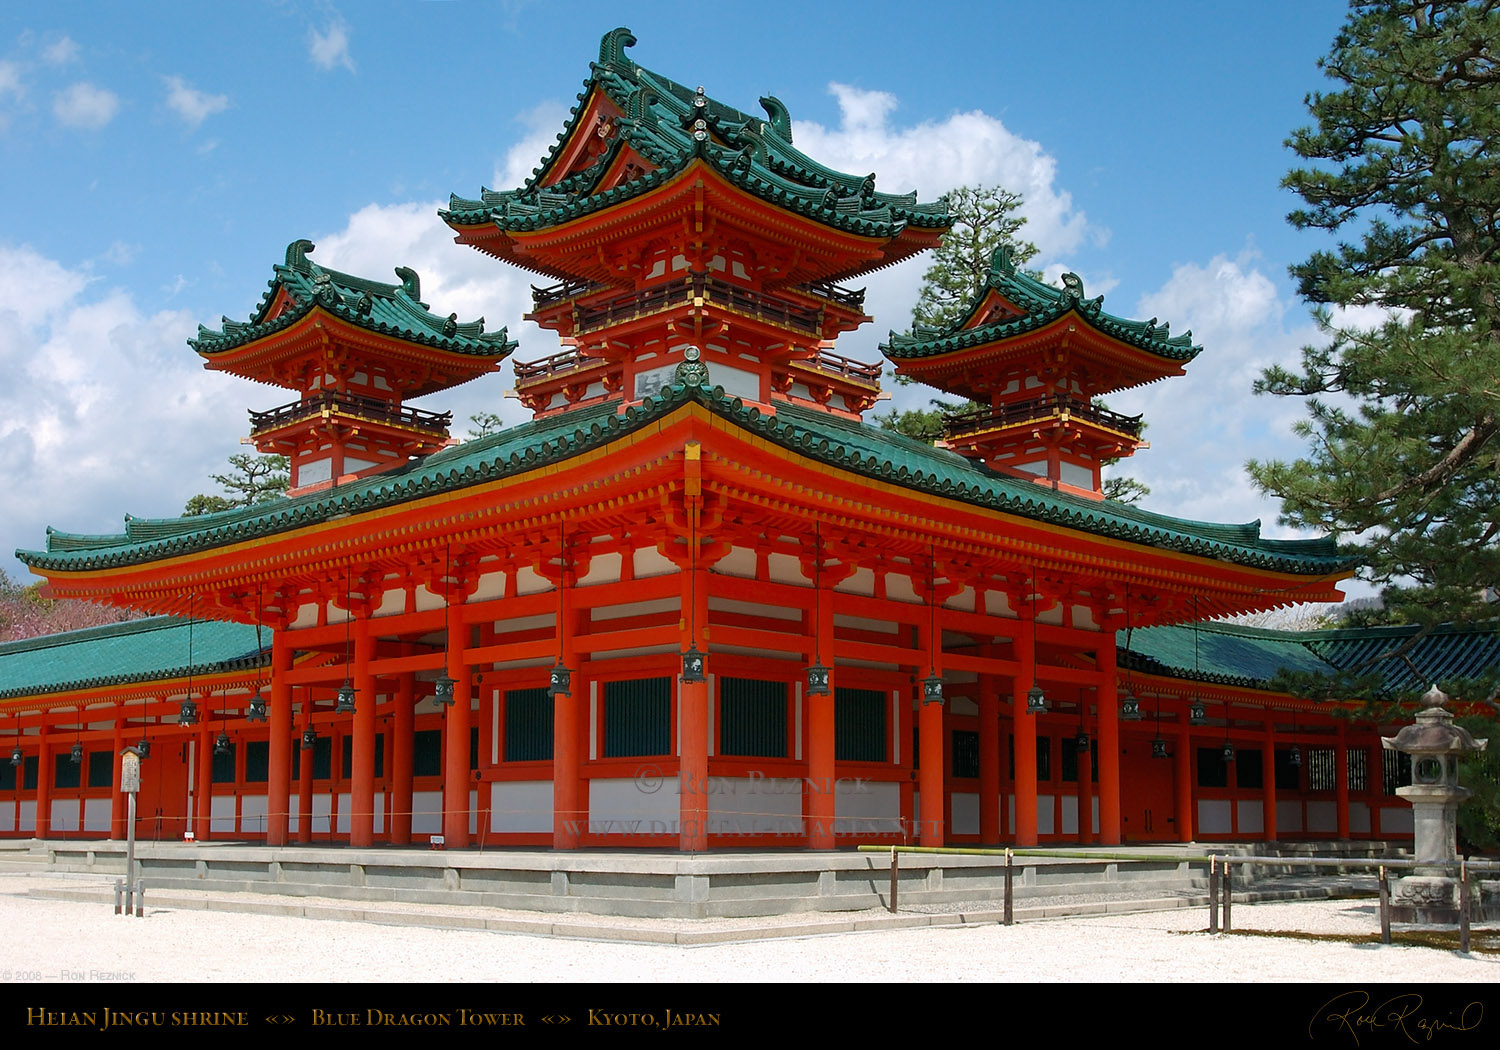 © Ron Reznick
www.digital-images.net
© 2008 — Ron Reznick
Heian Jingu shrine «» Blue Dragon Tower «» Kyoto, Japan